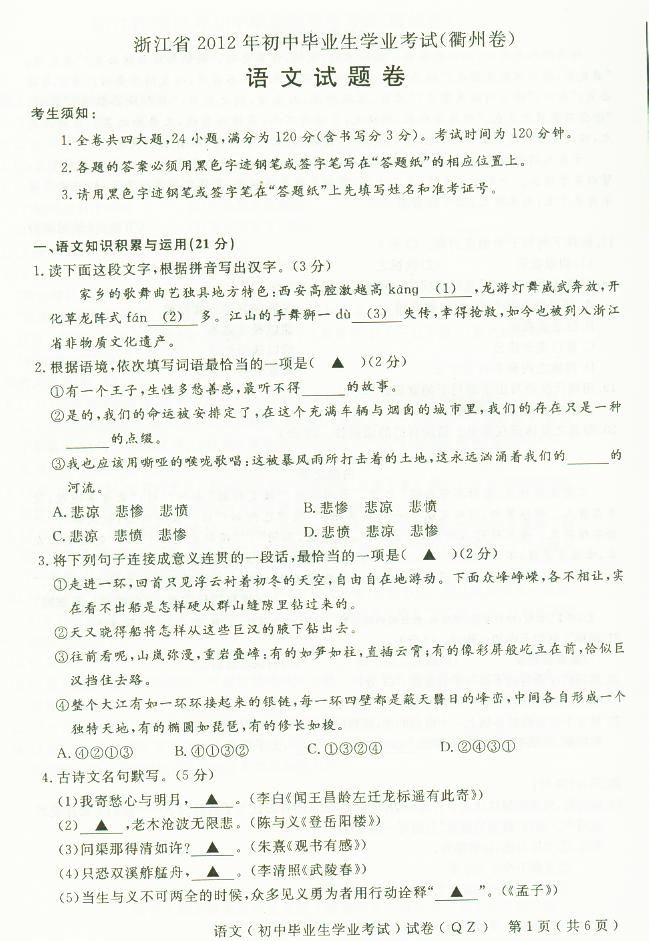 浙江省2012年初中毕业生学业考试(衢州卷)
语文试题卷
考生须知:
1.全卷共四大题,24小题,满分为120分(含书写分3分)。考试时间为120分钟。
2.各题的答案必须用黑色字迹钢笔或签字笔写在“答题纸”的相应位置上。
3.请用黑色字迹钢笔或签字笔在“答题纸”上先填写姓名和准考证号。
一、语文知识积累与运用(21分)
1.读下面这段文字,根据拼音写出汉字。(3分)
家乡的歌舞曲艺独具地方特色:西安高腔激越高kàng (1) ,龙游灯舞威武奔放,开
化草龙阵式fán (2) 多。江山的手舞狮一dù (3) 失传,幸得抢救,如今也被列入浙江
省非物质文化遗产。
2.根据语境,依次填写词语最恰当的一项是( ▲ )(2分)
①有一个王子,生性多愁善感,最听不得______的故事。
②是的,我们的命运被安排定了,在这个充满车辆与烟囱的城市里,我们的存在只是一种
______的点缀。
③我也应该用嘶哑的喉咙歌唱:这被暴风雨所打击着的土地,这永远汹涌着我们的______的
河流。
A.悲凉 悲惨 悲愤 B.悲惨 悲凉 悲愤
C.悲愤 悲凉 悲惨 D.悲愤 悲惨 悲凉
3.将下列句子连接成意义连贯的一段话,最恰当的一项是( ▲ )(2分)
①走进一环,回首只见浮云衬着初冬的天空,自由自在地游动。下面众峰峥嵘,各不相让,实
在看不出船是怎样硬从群山缝隙里钻过来的。
②天又晓得船将怎样从这些巨汉的腋下钻出去。
③往前看呢,山岚弥漫,重岩叠嶂:有的如笋如柱,直插云霄;有的像彩屏般屹立在前,恰似巨
汉挡住去路。
④整个大江有如一环环接起来的银链,每一环四壁都是蔽天翳日的峰峦,中间各自形成一个
独特天地,有的椭圆如琵琶,有的修长如梭。
A.④②①③ B.④①③② C.①③②④ D.②④③①
4.古诗文名句默写。(5分)
(1)我寄愁心与明月, ▲ 。(李白《闻王昌龄左迁龙标遥有此寄》)
(2) ▲ ,老木沧波无限悲。(陈与义《登岳阳楼》)
(3)问渠那得清如许? ▲ 。(朱熹《观书有感》)
(4)只恐双溪舴艋舟, ▲ 。(李清照《武陵春》)
(5)当生与义不可两全的时候,众多见义勇为者用行动诠释“ ▲ ”。(《孟子》)
语文(初中毕业生学业考试)试卷(QZ) 第1页(共6页)